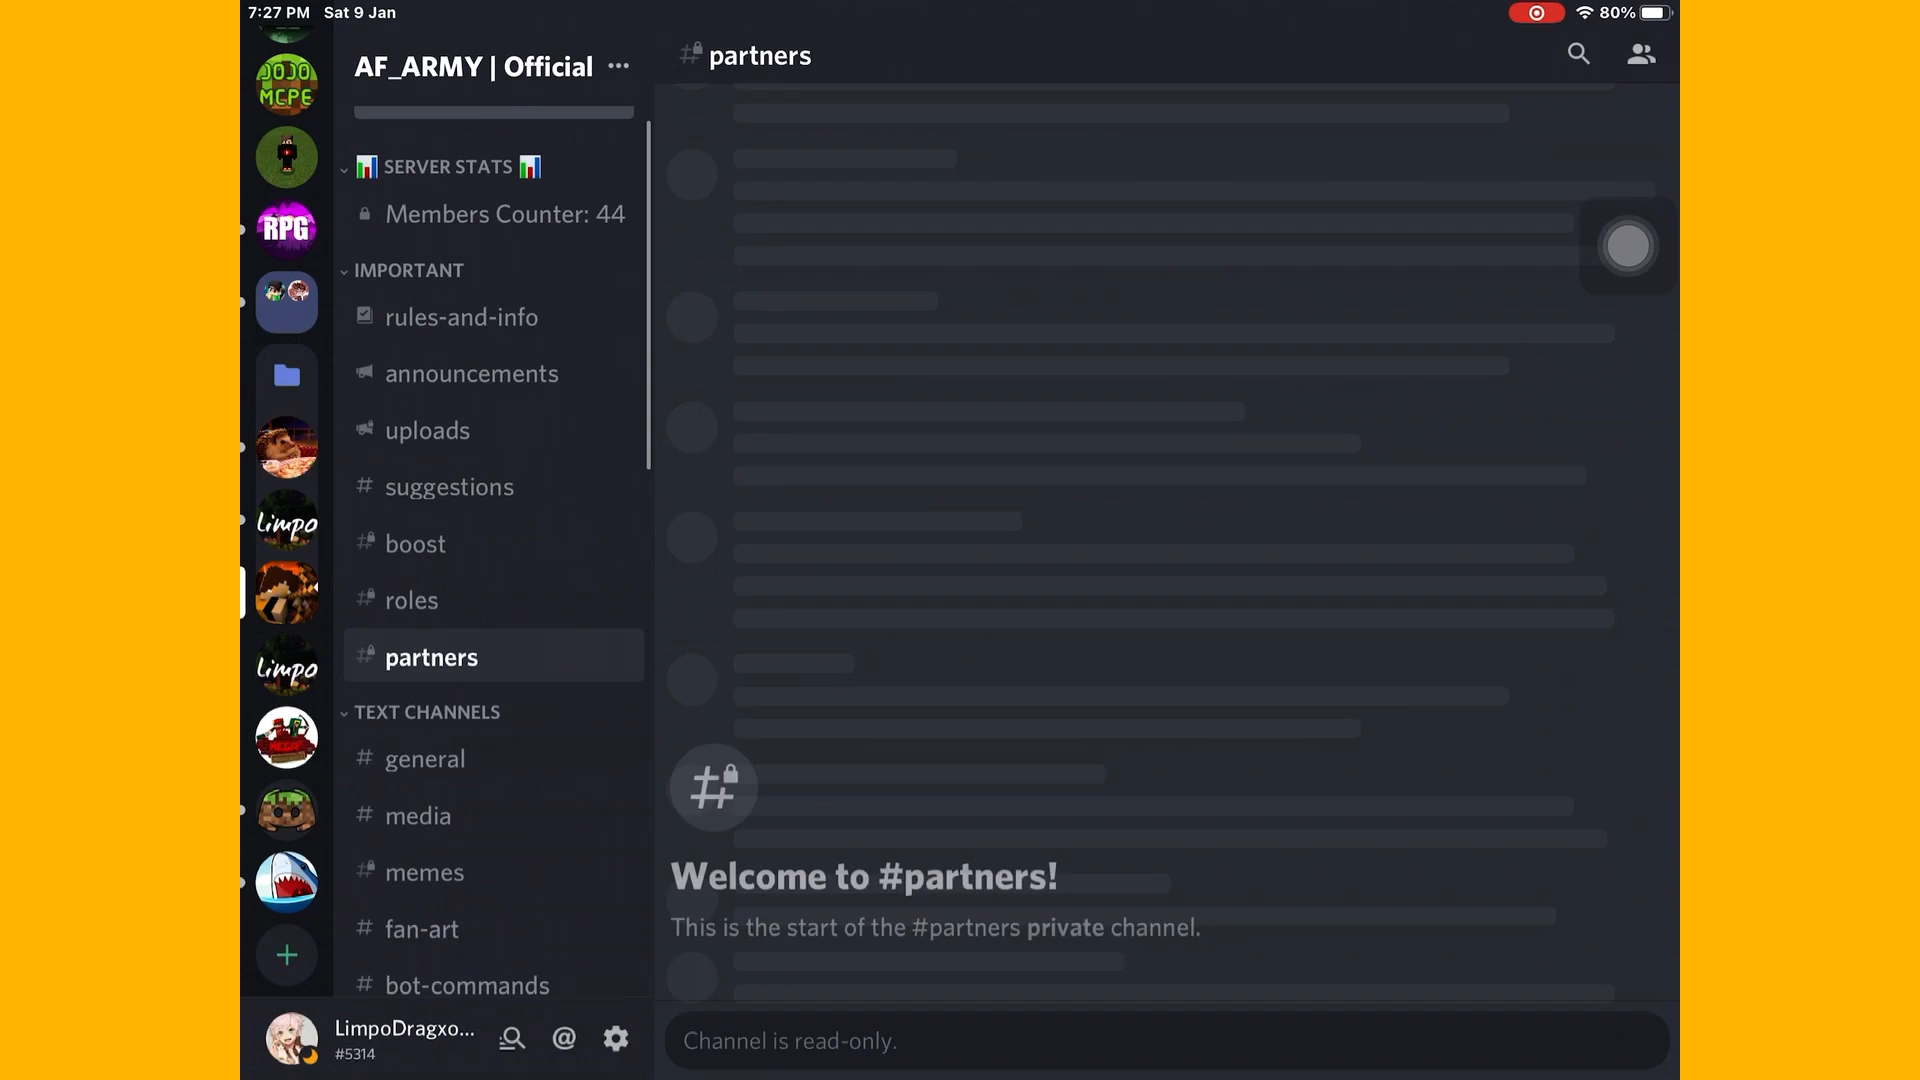 7:27 PM Sat 9 Jan
80%
JOJO
MCPE
RPG
Limpo
Limpo
AF_ARMY | Official
SERVER STATS
Members Counter: 44
IMPORTANT
rules-and-info
announcements
uploads
suggestions
boost
roles
partners
TEXT CHANNELS
general
media
memes
fan-art
bot-commands
LimpoDragxo...
#5314
partners
Welcome to #partners!
This is the start of the #partners private channel.
Channel is read-only.